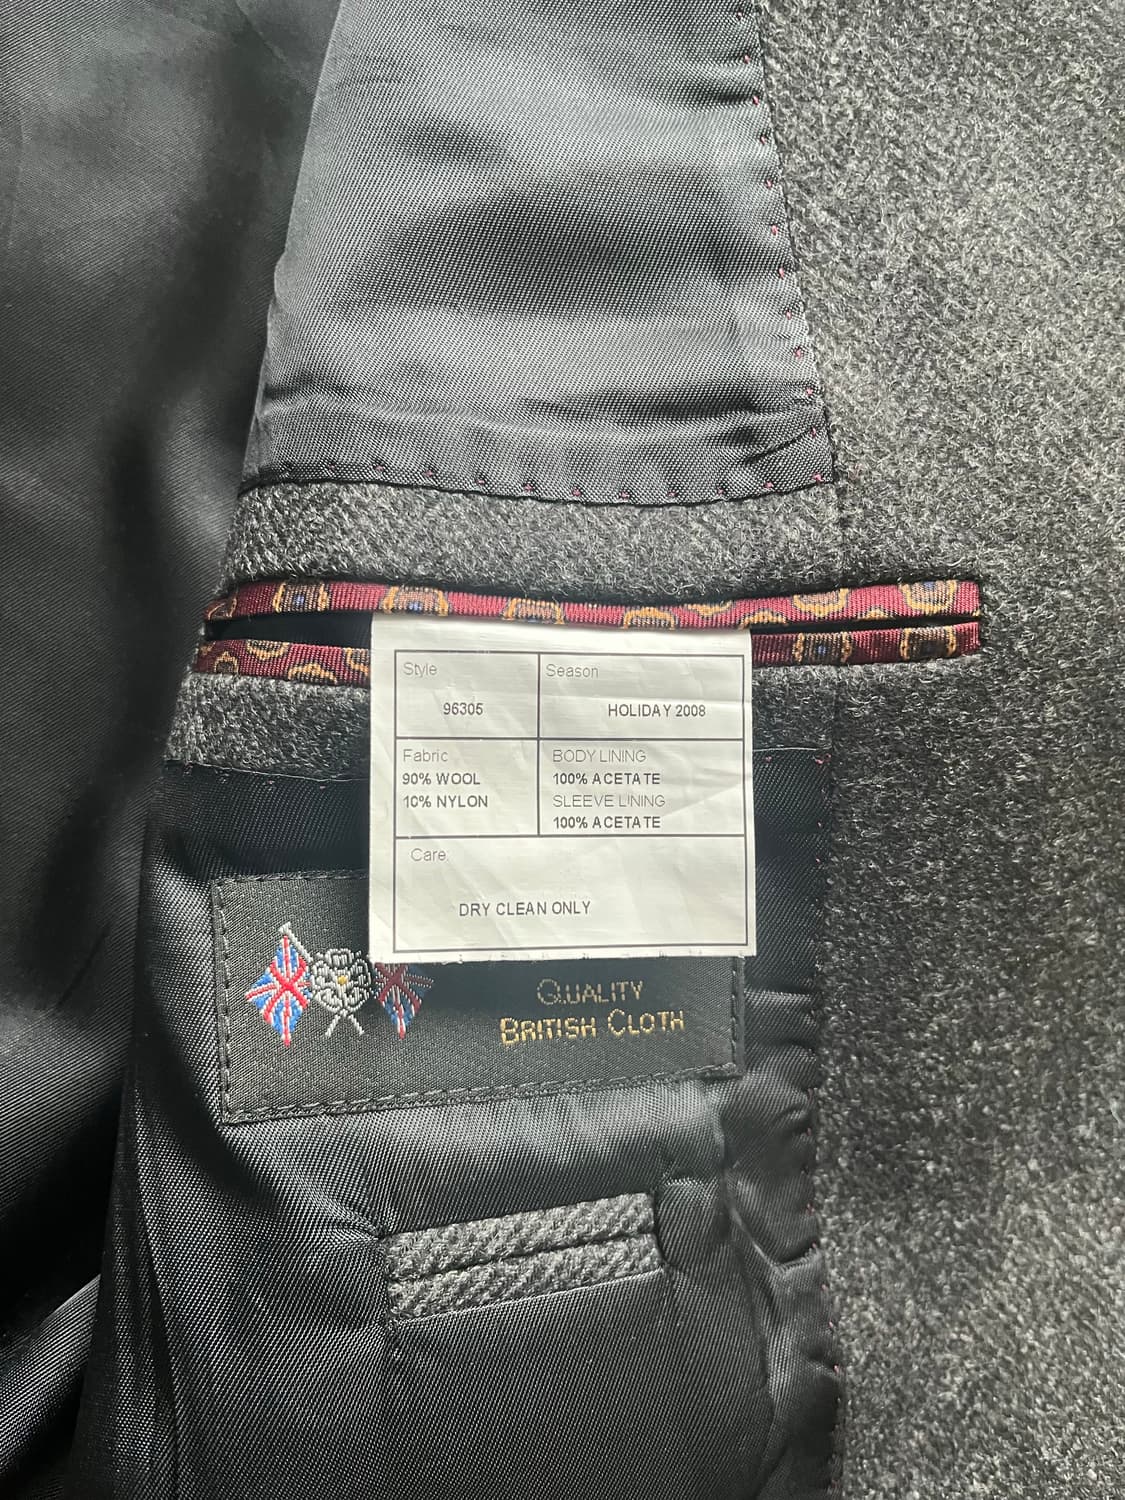 Style
96305
Season
HOLIDAY 2008
Fabric
90% WOOL
10% NYLON
BODY LINING
100% ACETATE
SLEEVE LINING
100% ACETATE
Care:
DRY CLEAN ONLY
QUALITY
BRITISH CLOTH